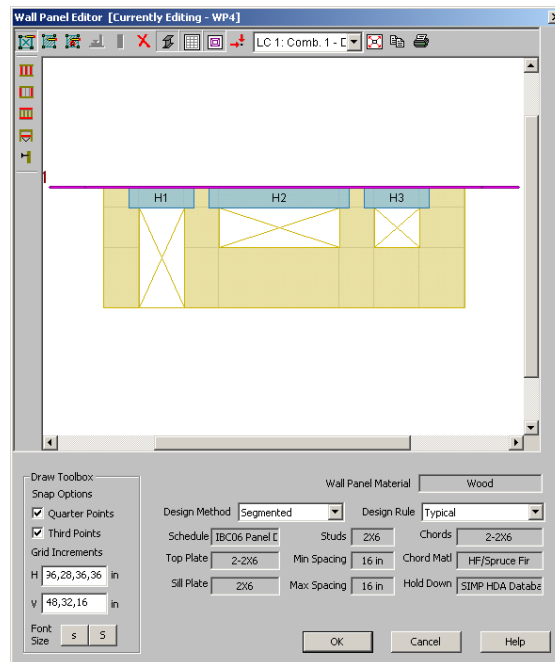 Wall Panel Editor [Currently Editing - WP4]
LC 1: Comb. 1 - D
1
H1 H2 H3
Draw Toolbox
Snap Options
Quarter Points
Third Points
Grid Increments
H 96,28,36,36 in
V 48,32,16 in
Font Size s S
Wall Panel Material Wood
Design Method Segmented Design Rule Typical
Schedule IBC06 Panel D Studs 2X6 Chords 2-2X6
Top Plate 2-2X6 Min Spacing 16 in Chord Matl HF/Spruce Fir
Sill Plate 2X6 Max Spacing 16 in Hold Down SIMP HDA Databa
OK Cancel Help